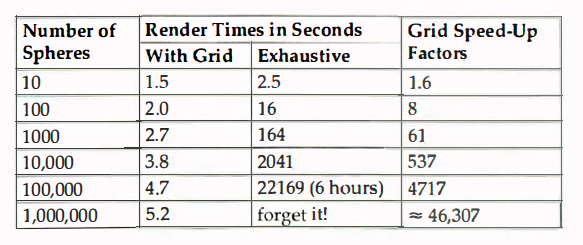 Number of Spheres | Render Times in Seconds | Grid Speed-Up Factors
With Grid | Exhaustive
10 | 1.5 | 2.5 | 1.6
100 | 2.0 | 16 | 8
1000 | 2.7 | 164 | 61
10,000 | 3.8 | 2041 | 537
100,000 | 4.7 | 22169 (6 hours) | 4717
1,000,000 | 5.2 | forget it! | ≈ 46,307